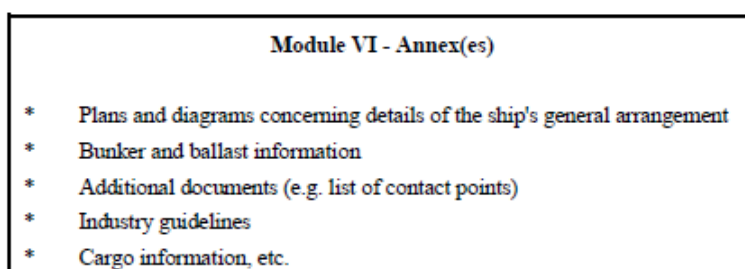 Module VI - Annex(es)
* Plans and diagrams concerning details of the ship's general arrangement
* Bunker and ballast information
* Additional documents (e.g. list of contact points)
* Industry guidelines
* Cargo information, etc.